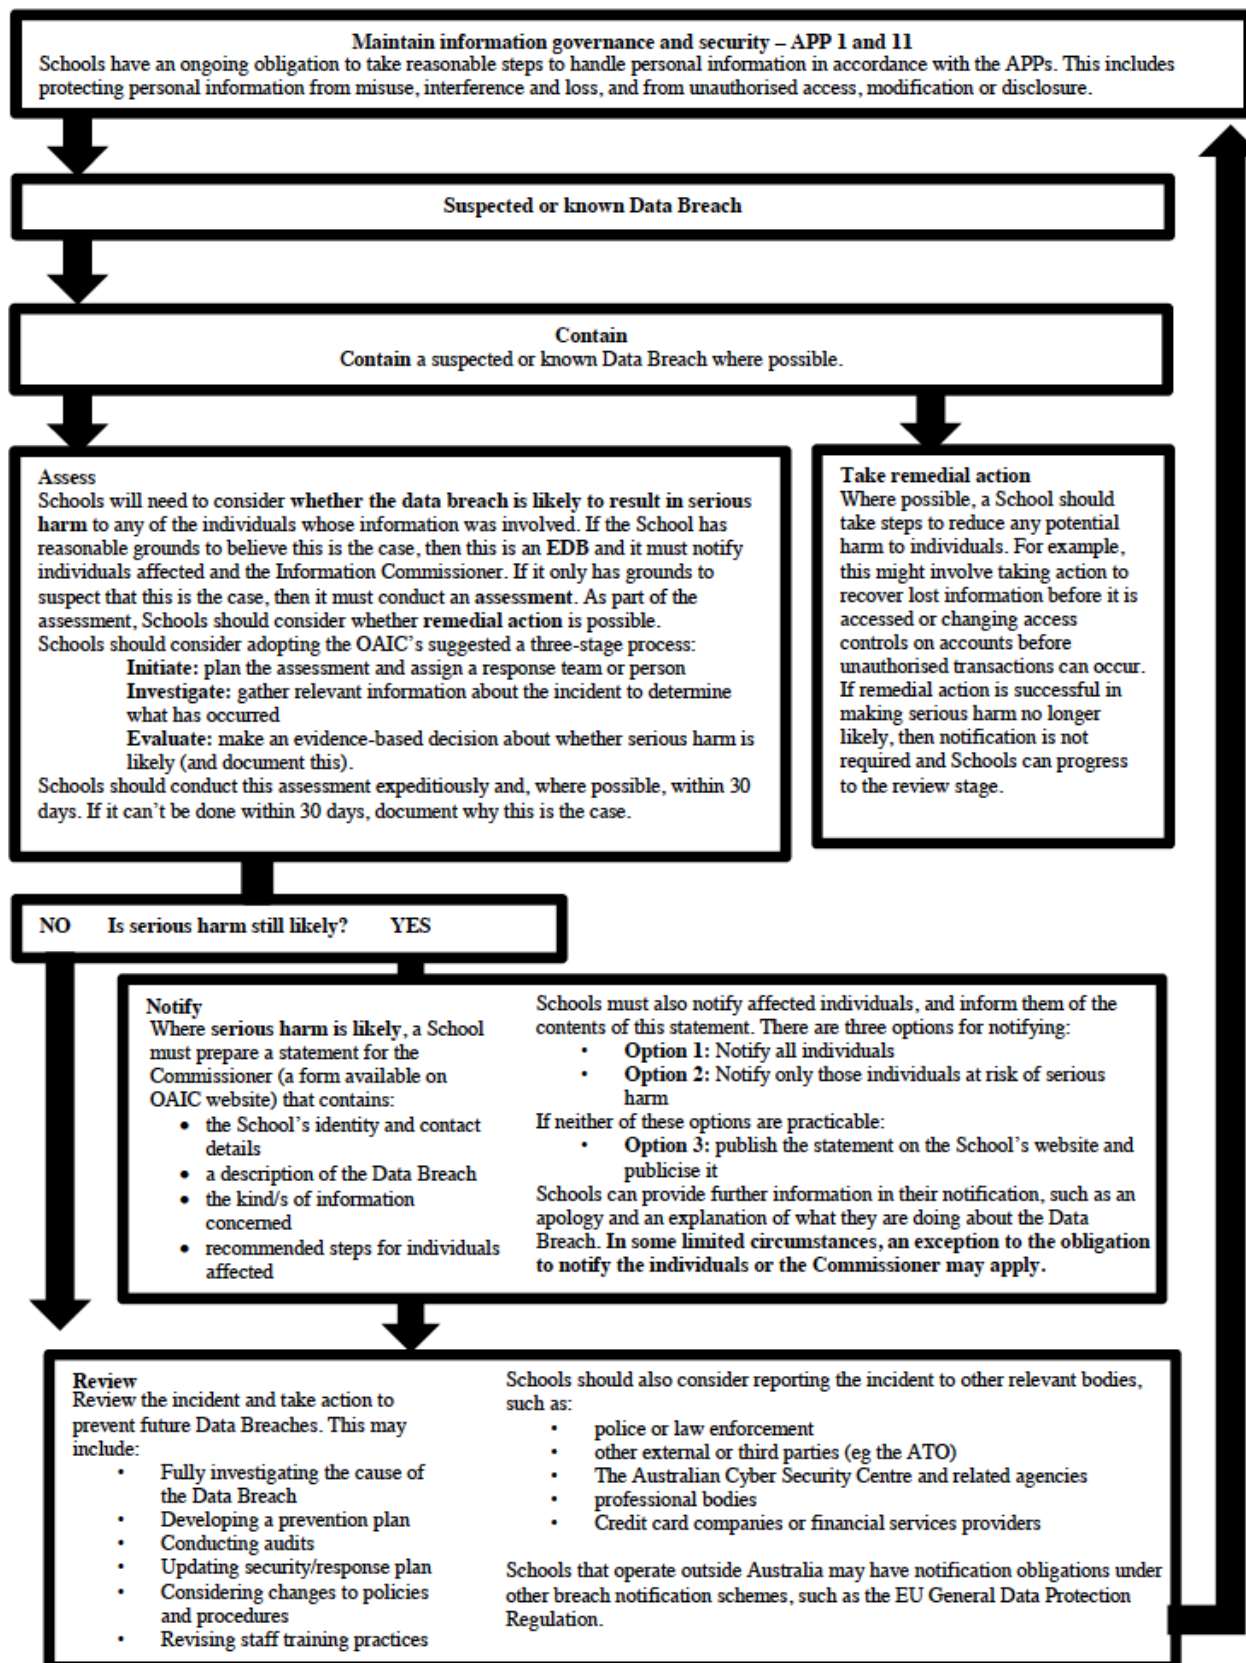 Maintain information governance and security – APP 1 and 11
Schools have an ongoing obligation to take reasonable steps to handle personal information in accordance with the APPs. This includes
protecting personal information from misuse, interference and loss, and from unauthorised access, modification or disclosure.
Suspected or known Data Breach
Contain
Contain a suspected or known Data Breach where possible.
Assess
Schools will need to consider whether the data breach is likely to result in serious
harm to any of the individuals whose information was involved. If the School has
reasonable grounds to believe this is the case, then this is an EDB and it must notify
individuals affected and the Information Commissioner. If it only has grounds to
suspect that this is the case, then it must conduct an assessment. As part of the
assessment, Schools should consider whether remedial action is possible.
Schools should consider adopting the OAIC's suggested a three-stage process:
Initiate: plan the assessment and assign a response team or person
Investigate: gather relevant information about the incident to determine
what has occurred
Evaluate: make an evidence-based decision about whether serious harm is
likely (and document this).
Schools should conduct this assessment expeditiously and, where possible, within 30
days. If it can't be done within 30 days, document why this is the case.
Take remedial action
Where possible, a School should
take steps to reduce any potential
harm to individuals. For example,
this might involve taking action to
recover lost information before it is
accessed or changing access
controls on accounts before
unauthorised transactions can occur.
If remedial action is successful in
making serious harm no longer
likely, then notification is not
required and Schools can progress
to the review stage.
NO Is serious harm still likely? YES
Notify
Where serious harm is likely, a School
must prepare a statement for the
Commissioner (a form available on
OAIC website) that contains:
• the School's identity and contact
details
• a description of the Data Breach
• the kind/s of information
concerned
• recommended steps for individuals
affected
Schools must also notify affected individuals, and inform them of the
contents of this statement. There are three options for notifying:
• Option 1: Notify all individuals
• Option 2: Notify only those individuals at risk of serious
harm
If neither of these options are practicable:
• Option 3: publish the statement on the School's website and
publicise it
Schools can provide further information in their notification, such as an
apology and an explanation of what they are doing about the Data
Breach. In some limited circumstances, an exception to the obligation
to notify the individuals or the Commissioner may apply.
Review
Review the incident and take action to
prevent future Data Breaches. This may
include:
• Fully investigating the cause of
the Data Breach
• Developing a prevention plan
• Conducting audits
• Updating security/response plan
• Considering changes to policies
and procedures
• Revising staff training practices
Schools should also consider reporting the incident to other relevant bodies,
such as:
• police or law enforcement
• other external or third parties (eg the ATO)
• The Australian Cyber Security Centre and related agencies
• professional bodies
• Credit card companies or financial services providers
Schools that operate outside Australia may have notification obligations under
other breach notification schemes, such as the EU General Data Protection
Regulation.